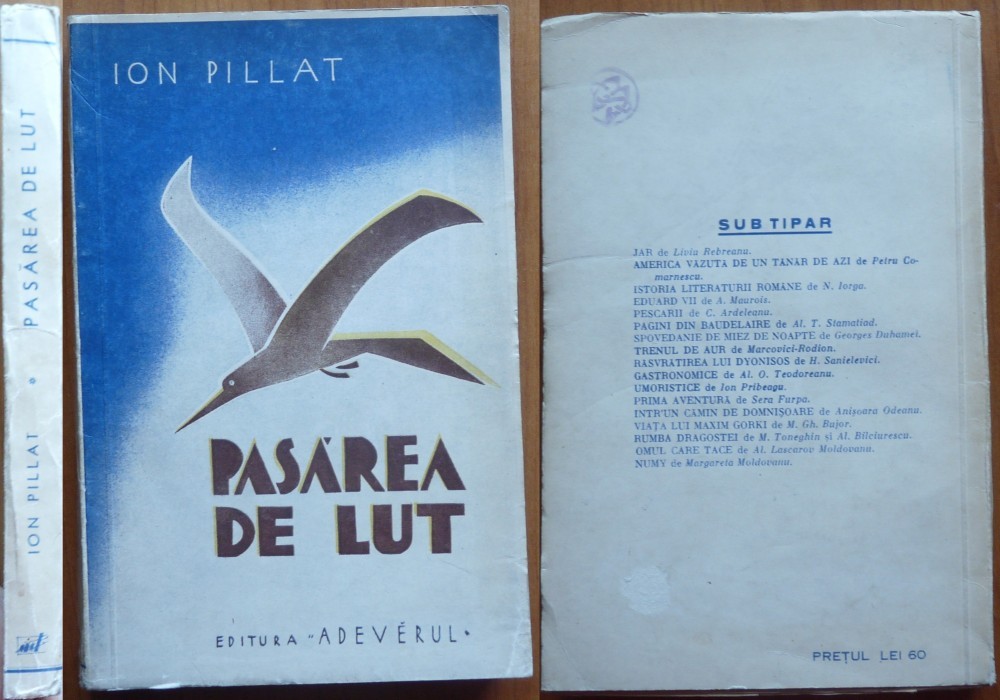 ION PILLAT • PASĂREA DE LUT
ION PILLAT
PASĂREA
DE LUT
EDITURA "ADEVĔRUL"
SUB TIPAR
JAR de Liviu Rebreanu.
AMERICA VĂZUTĂ DE UN TÂNĂR DE AZI de Petru Co-
marnescu.
ISTORIA LITERATURII ROMÂNE de N. Iorga.
EDUARD VII de A. Maurois.
PESCARII de C. Ardeleanu.
PAGINI DIN BAUDELAIRE de Al. T. Stamatiad.
SPOVEDANIE DE MIEZ DE NOAPTE de Georges Duhamel.
TRENUL DE AUR de Marcovici-Rodion.
RASVRĂTIREA LUI DYONISOS de H. Sanielevici.
GASTRONOMICE de Al. O. Teodoreanu.
UMORISTICE de Ion Pribeagu.
PRIMA AVENTURĂ de Sera Furpa.
INTR'UN CĂMIN DE DOMNIȘOARE de Anișoara Odeanu.
VIAȚA LUI MAXIM GORKI de M. Gh. Bujor.
RUMBA DRAGOSTEI de M. Toneghin și Al. Bilciurescu.
OMUL CARE TACE de Al. Lascarov Moldovanu.
NUMY de Margareta Moldovanu.
PREȚUL LEI 60